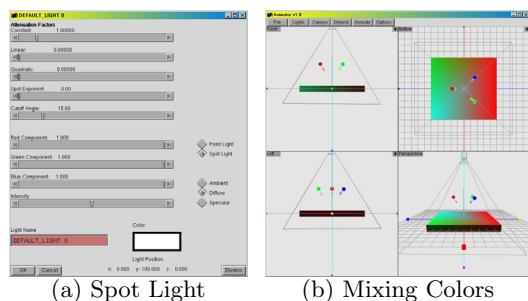 DEFAULT_LIGHT 0
Attenuation Factors
Constant: 1.00000
Linear: 0.00000
Quadratic: 0.00000
Spot Exponent: 0.00
Cutoff Angle: 15.00
Red Component: 1.000
Point Light
Spot Light
Green Component: 1.000
Blue Component: 1.000
Ambient
Diffuse
Specular
Intensity
Light Name
DEFAULT_LIGHT 0
Color:
Light Position
x: 0.000 y: 100.000 z: 0.000
OK Cancel Dismiss
(a) Spot Light
Animator v1.0
File Lights Camera Objects Animate Options
Front
Bottom
Left
Perspective
(b) Mixing Colors